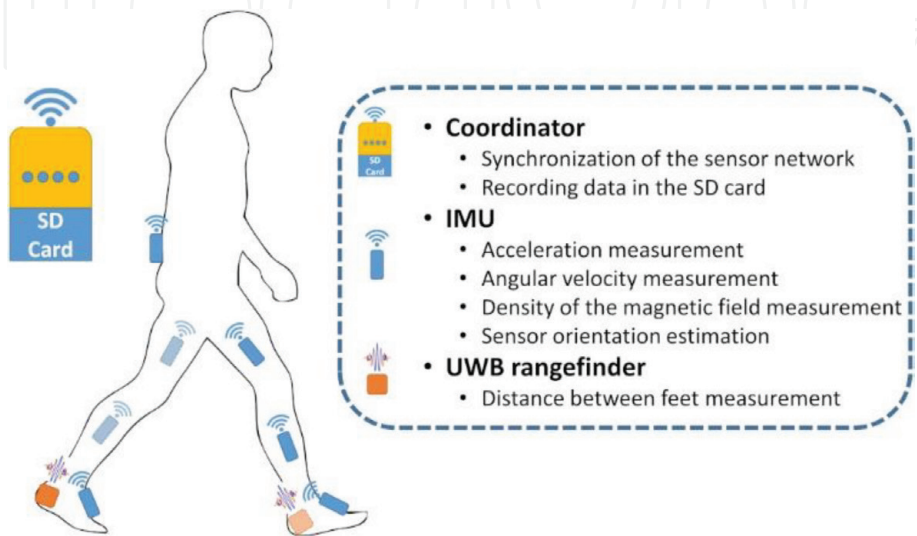 SD
Card
• Coordinator
• Synchronization of the sensor network
• Recording data in the SD card
SD
Card
• IMU
• Acceleration measurement
• Angular velocity measurement
• Density of the magnetic field measurement
• Sensor orientation estimation
• UWB rangefinder
• Distance between feet measurement